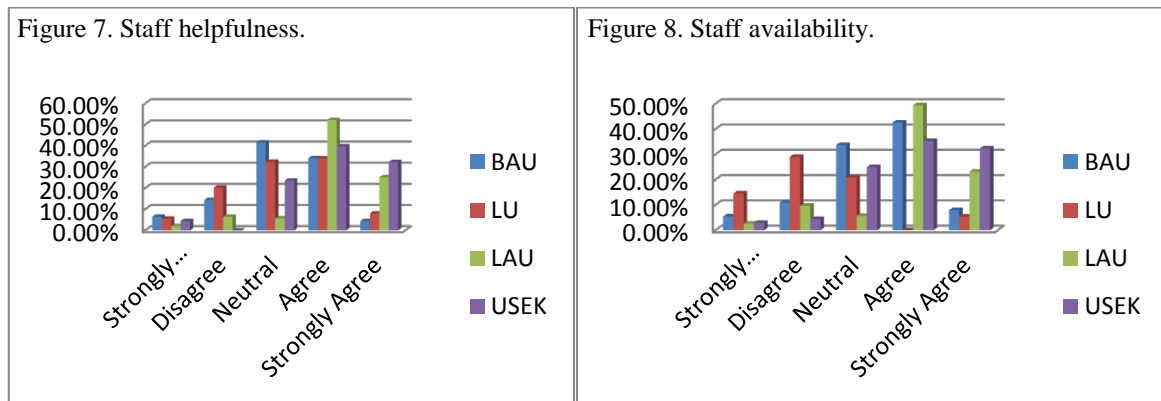 Figure 7. Staff helpfulness.
60.00%
50.00%
40.00%
30.00%
20.00%
10.00%
0.00%
Strongly...
Disagree
Neutral
Agree
Strongly Agree
BAU
LU
LAU
USEK
Figure 8. Staff availability.
50.00%
40.00%
30.00%
20.00%
10.00%
0.00%
Strongly...
Disagree
Neutral
Agree
Strongly Agree
BAU
LU
LAU
USEK